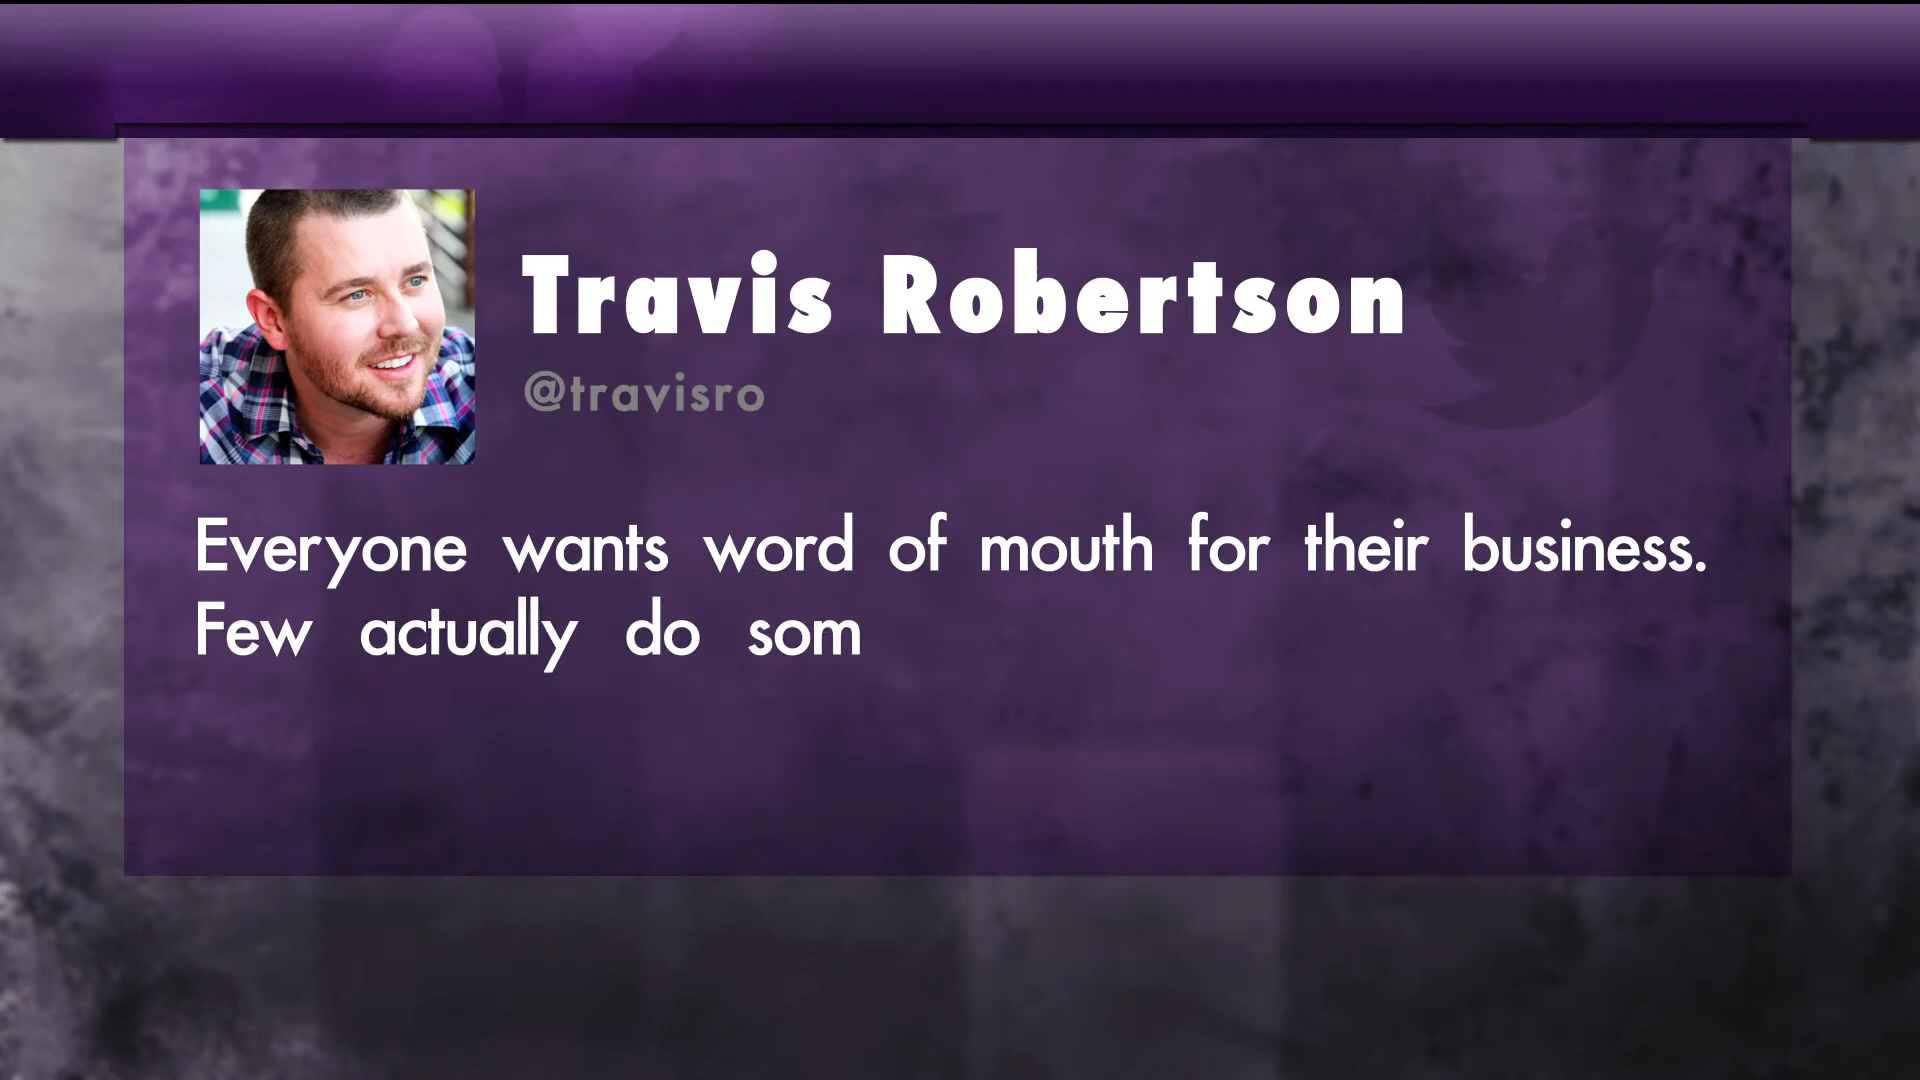 Travis Robertson
@travisro
Everyone wants word of mouth for their business.
Few actually do som